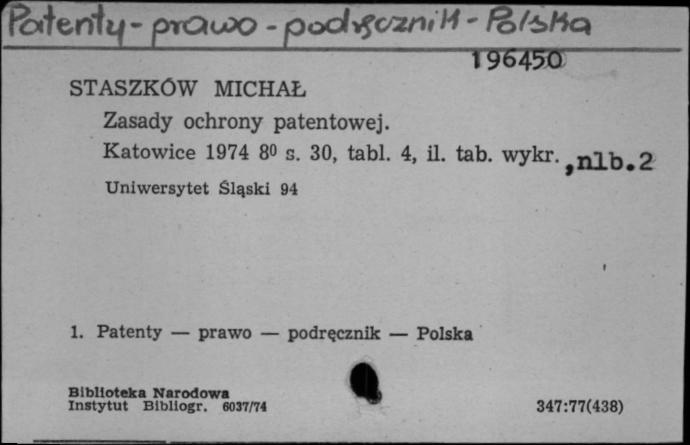 Patenty - prawo - podręcznik - Polska
196450
STASZKÓW MICHAŁ
Zasady ochrony patentowej.
Katowice 1974 8⁰ s. 30, tabl. 4, il. tab. wykr. ,nlb.2
Uniwersytet Śląski 94
1. Patenty — prawo — podręcznik — Polska
Biblioteka Narodowa
Instytut Bibliogr. 6037/74
347:77(438)